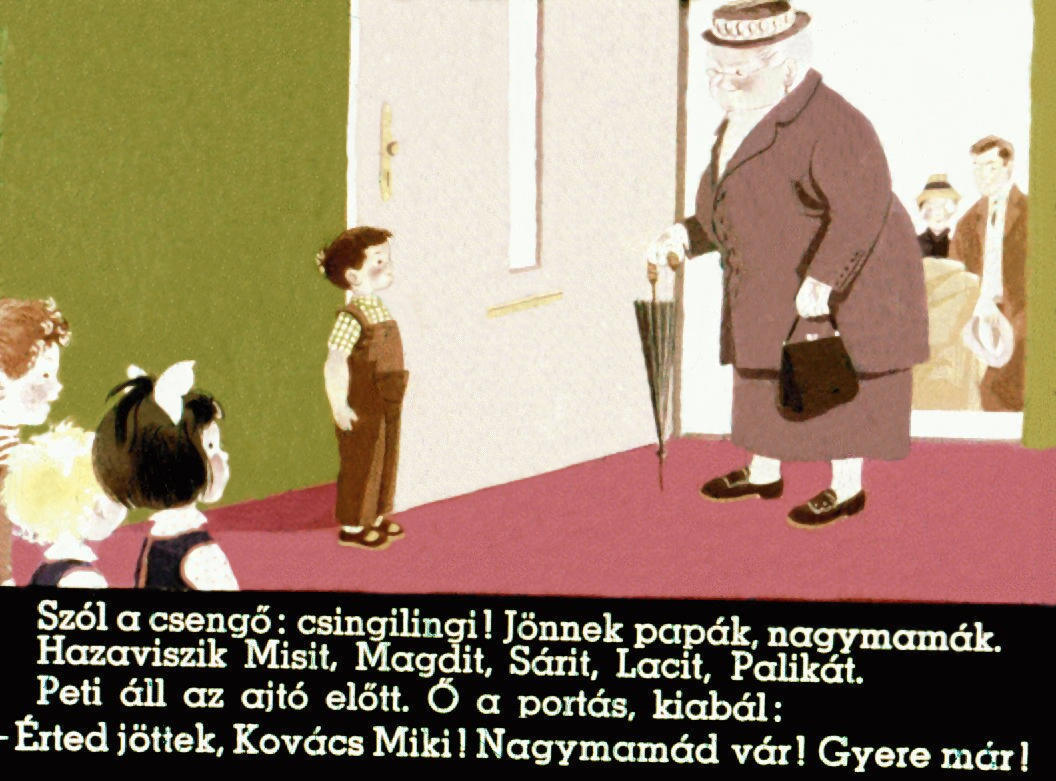 Szól a csengő: csingilingi! Jönnek papák, nagymamák.
Hazaviszik Misit, Magdit, Sárit, Lacit, Palikát.
Peti áll az ajtó előtt. Ő a portás, kiabál:
-Érted jöttek, Kovács Miki! Nagymamád vár! Gyere már!